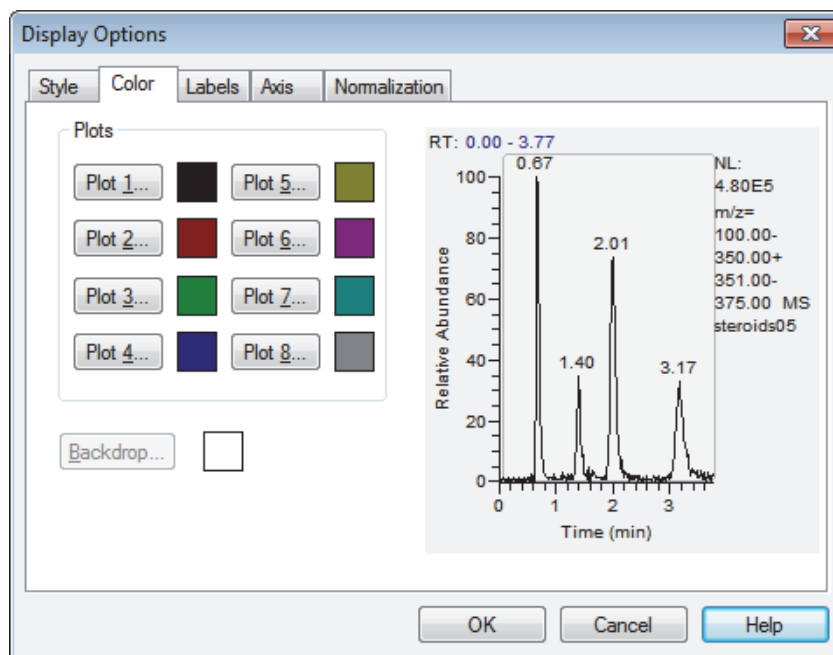 Display Options
Style Color Labels Axis Normalization
Plots
Plot 1... Plot 5...
Plot 2... Plot 6...
Plot 3... Plot 7...
Plot 4... Plot 8...
Backdrop...
RT: 0.00 - 3.77
0.67
2.01
1.40
3.17
100
80
60
40
20
0
Relative Abundance
0 1 2 3
Time (min)
NL:
4.80E5
m/z=
100.00-
350.00+
351.00-
375.00 MS
steroids05
OK Cancel Help